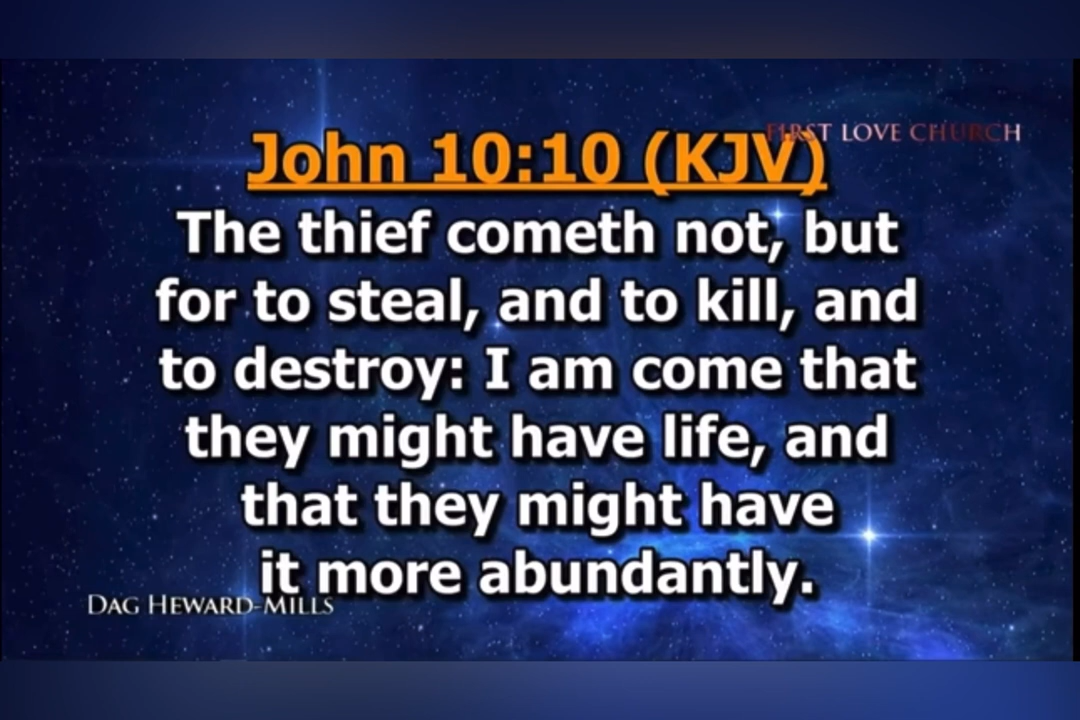 FIRST LOVE CHURCH
John 10:10 (KJV)
The thief cometh not, but
for to steal, and to kill, and
to destroy: I am come that
they might have life, and
that they might have
it more abundantly.
DAG HEWARD-MILLS